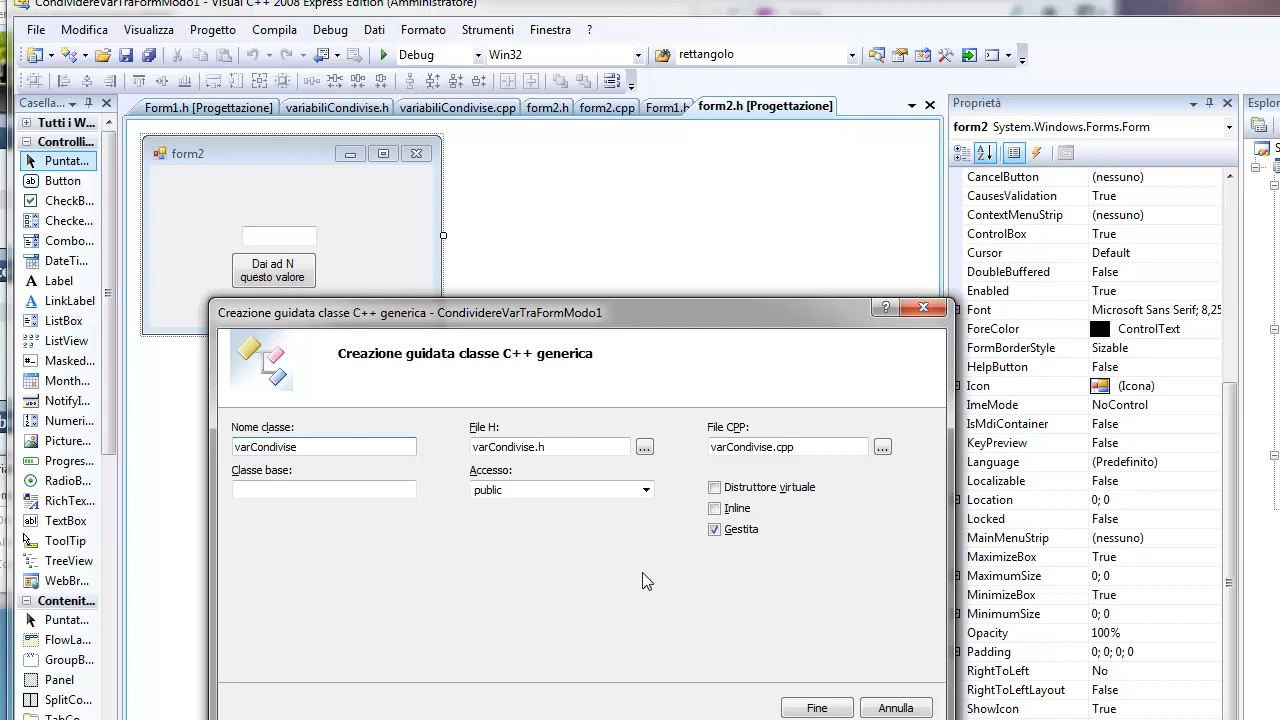 CondividereVarTraFormModo1 - Visual C++ 2008 Express Edition (Amministratore)
File Modifica Visualizza Progetto Compila Debug Dati Formato Strumenti Finestra ?
Debug Win32 rettangolo
Casella...
Form1.h [Progettazione] variabiliCondivise.h variabiliCondivise.cpp form2.h form2.cpp Form1.h form2.h [Progettazione]
Proprietà
Esplor
Tutti i W...
Controlli...
Puntat...
Button
CheckB...
Checke...
Combo...
DateTi...
Label
LinkLabel
ListBox
ListView
Masked...
Month...
NotifyI...
Numeri...
Picture...
Progres...
RadioB...
RichTex...
TextBox
ToolTip
TreeView
WebBr...
Contenit...
Puntat...
FlowLa...
GroupB...
Panel
SplitCo...
TabCo...
form2
Dai ad N
questo valore
Creazione guidata classe C++ generica - CondividereVarTraFormModo1
Creazione guidata classe C++ generica
Nome classe: File H: File CPP:
varCondivise varCondivise.h ... varCondivise.cpp ...
Classe base: Accesso:
public
Distruttore virtuale
Inline
Gestita
Fine Annulla
form2 System.Windows.Forms.Form
CancelButton (nessuno)
CausesValidation True
ContextMenuStrip (nessuno)
ControlBox True
Cursor Default
DoubleBuffered False
Enabled True
Font Microsoft Sans Serif; 8,25
ForeColor ControlText
FormBorderStyle Sizable
HelpButton False
Icon (Icona)
ImeMode NoControl
IsMdiContainer False
KeyPreview False
Language (Predefinito)
Localizable False
Location 0; 0
Locked False
MainMenuStrip (nessuno)
MaximizeBox True
MaximumSize 0; 0
MinimizeBox True
MinimumSize 0; 0
Opacity 100%
Padding 0; 0; 0; 0
RightToLeft No
RightToLeftLayout False
ShowIcon True